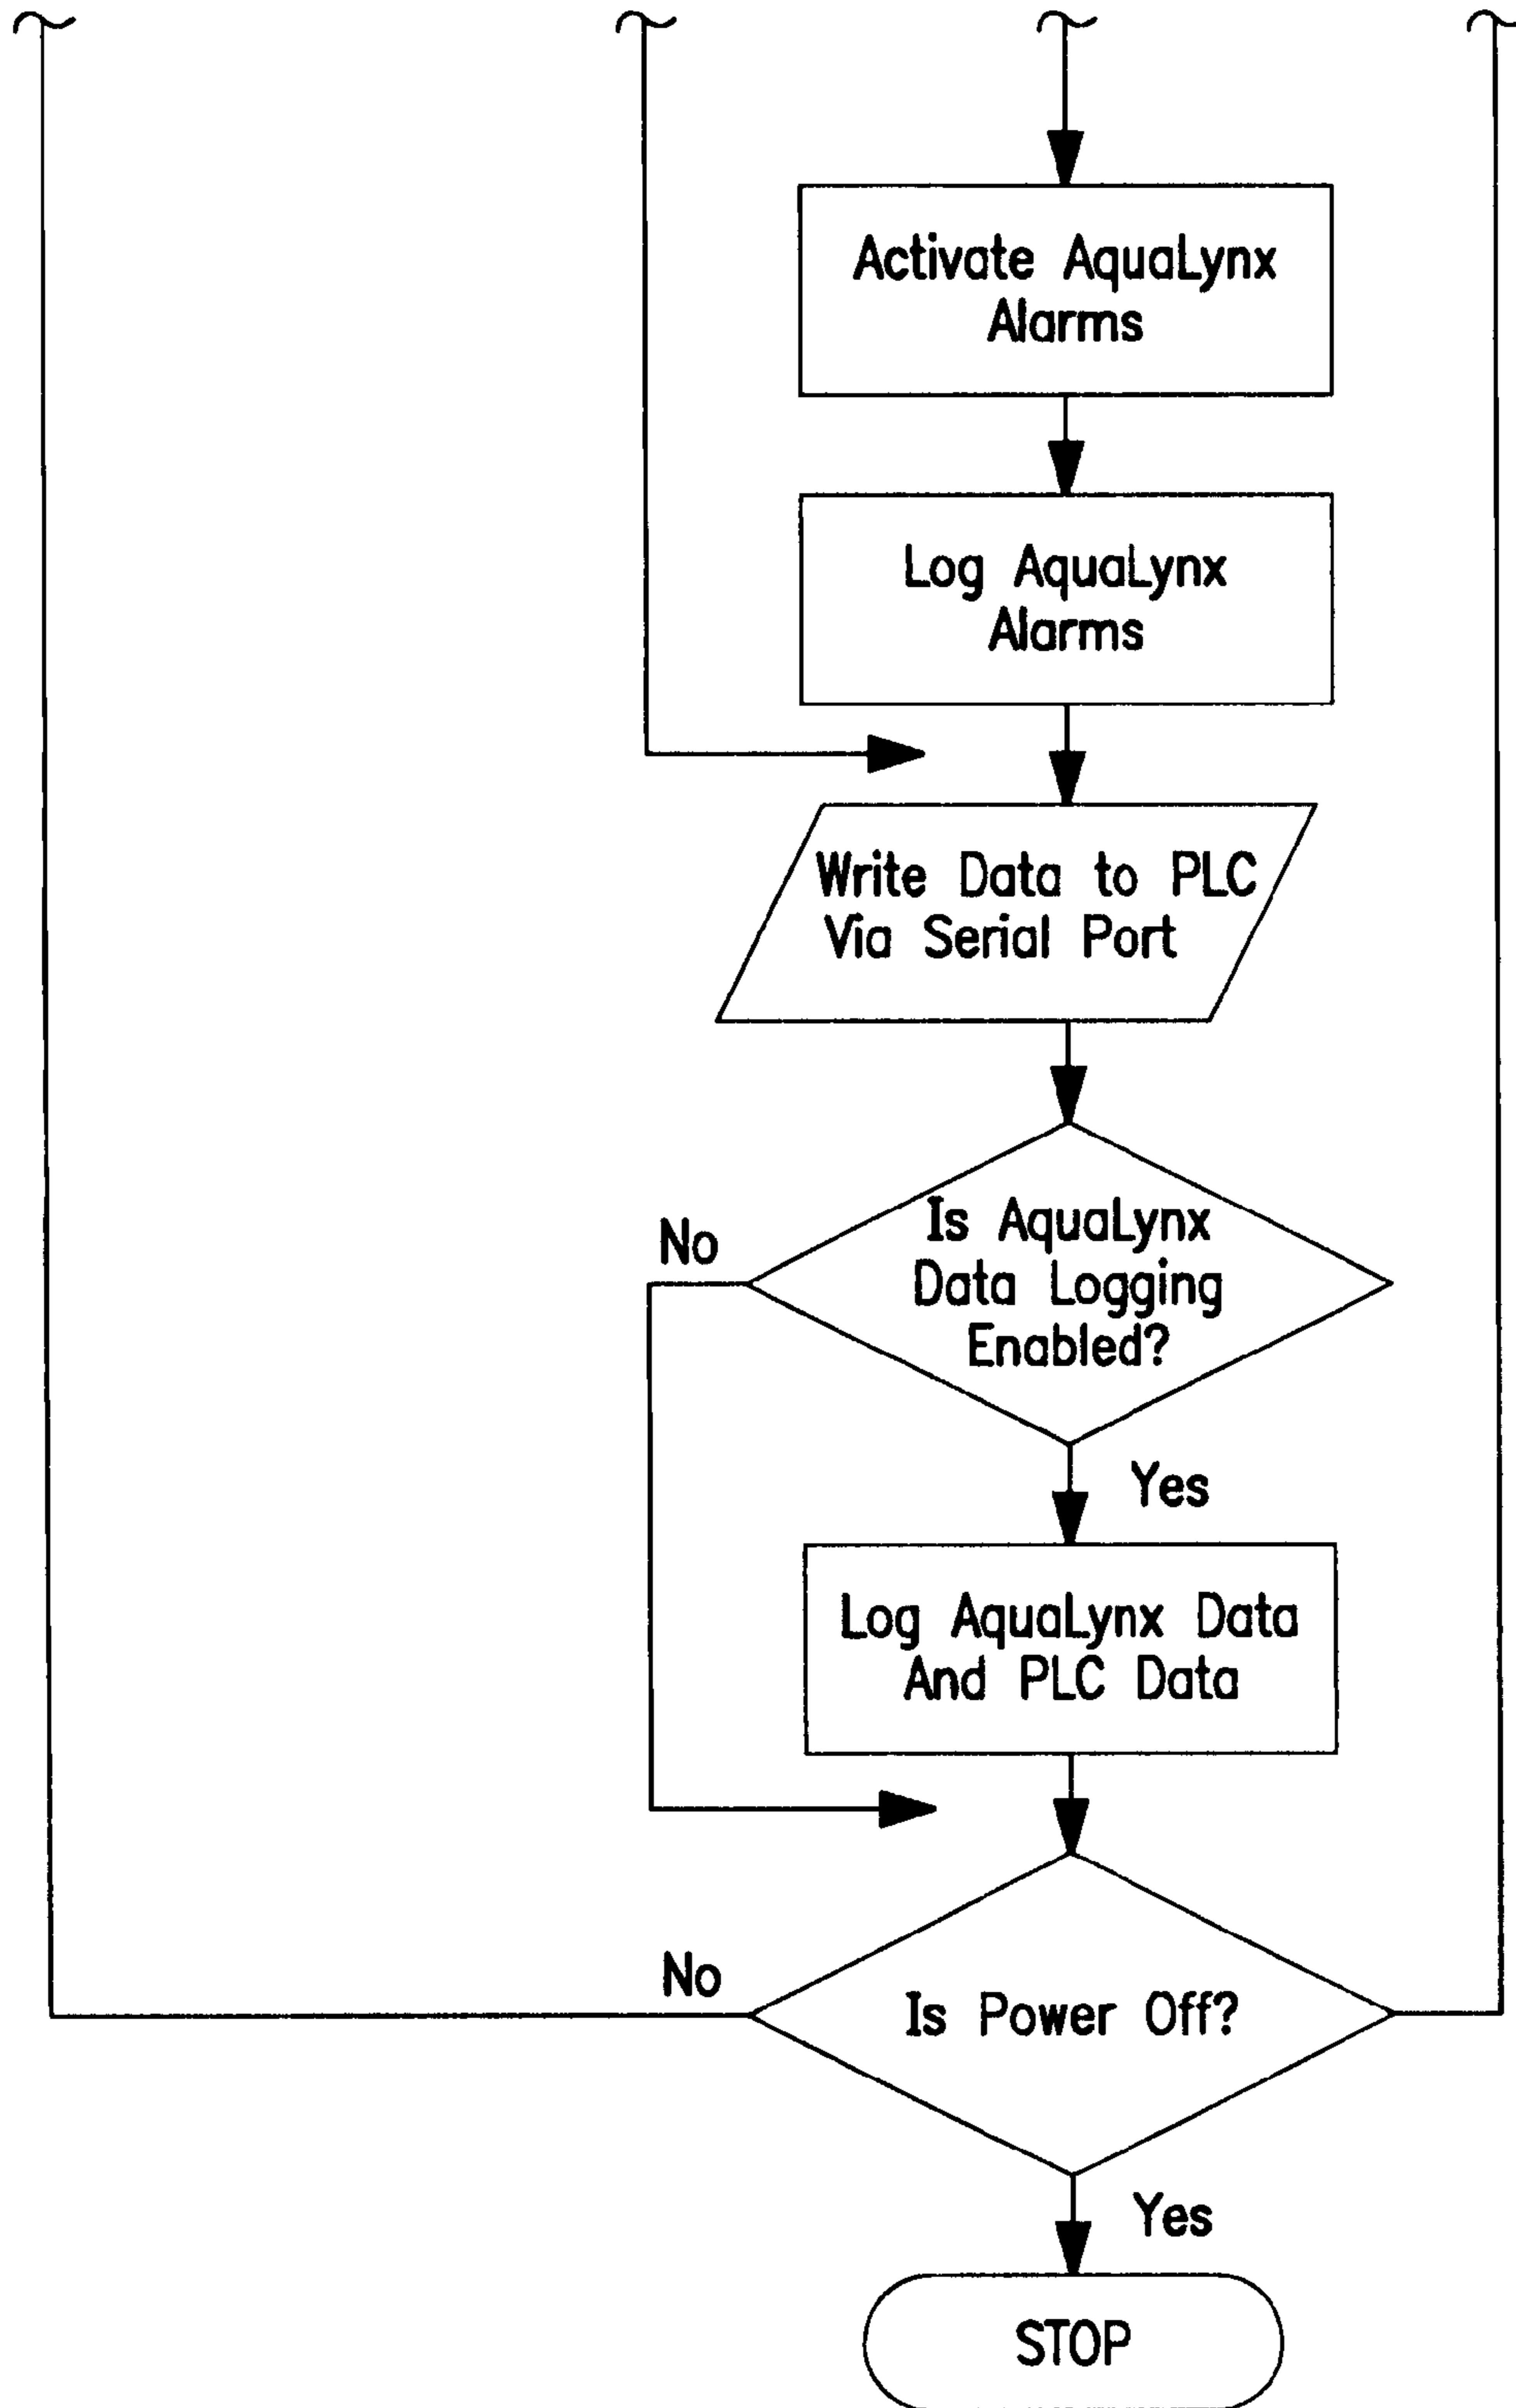 Activate AquaLynx
Alarms
Log AquaLynx
Alarms
Write Data to PLC
Via Serial Port
No
Is AquaLynx
Data Logging
Enabled?
Yes
Log AquaLynx Data
And PLC Data
No
Is Power Off?
Yes
STOP